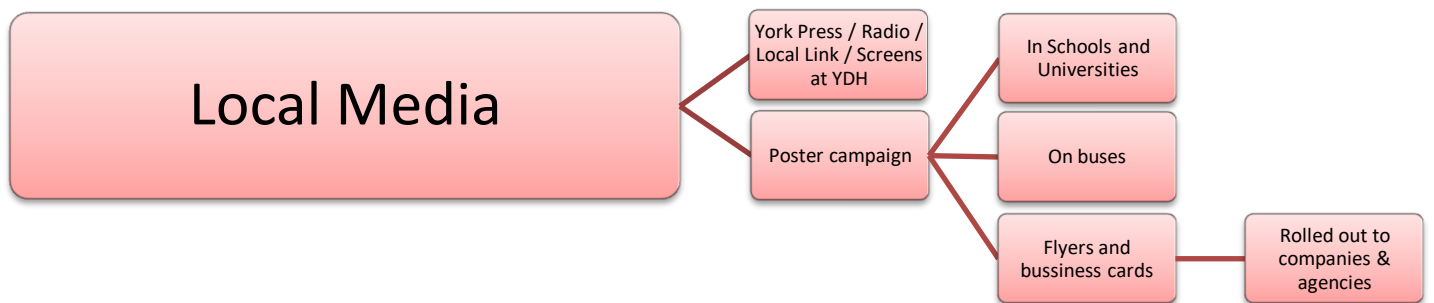 Local Media
York Press / Radio /
Local Link / Screens
at YDH
Poster campaign
In Schools and
Universities
On buses
Flyers and
bussiness cards
Rolled out to
companies &
agencies